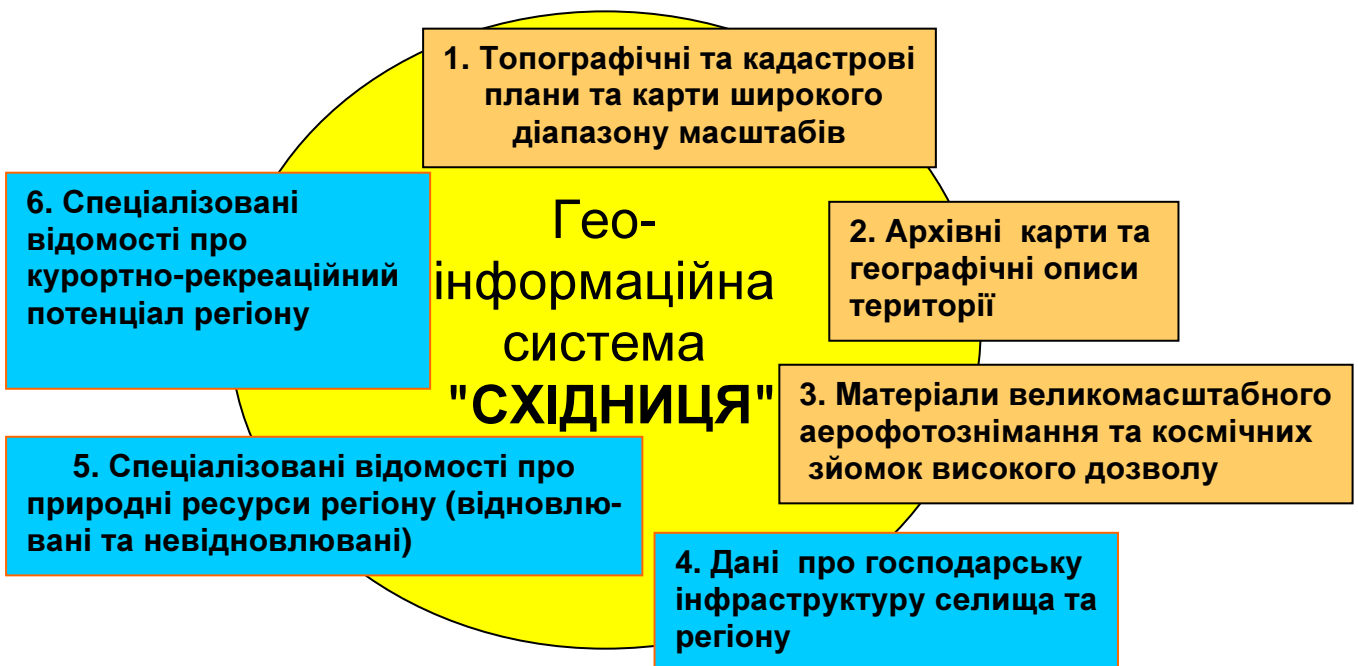 1. Топографічні та кадастрові
плани та карти широкого
діапазону масштабів
6. Спеціалізовані
відомості про
курортно-рекреаційний
потенціал регіону
Гео-
інформаційна
система
"СХІДНИЦЯ"
2. Архівні карти та
географічні описи
території
3. Матеріали великомасштабного
аерофотознімання та космічних
зйомок високого дозволу
5. Спеціалізовані відомості про
природні ресурси регіону (відновлю-
вані та невідновлювані)
4. Дані про господарську
інфраструктуру селища та
регіону